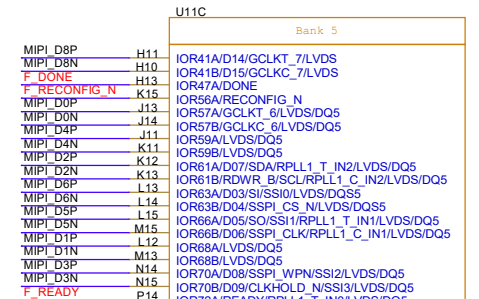 U11C
Bank 5
MIPI_D8P H11 IOR41A/D14/GCLKT_7/LVDS
MIPI_D8N H10 IOR41B/D15/GCLKC_7/LVDS
F_DONE H13 IOR47A/DONE
F_RECONFIG_N K15 IOR56A/RECONFIG_N
MIPI_D0P J13 IOR57A/GCLKT_6/LVDS/DQ5
MIPI_D0N J14 IOR57B/GCLKC_6/LVDS/DQ5
MIPI_D4P J11 IOR59A/LVDS/DQ5
MIPI_D4N K11 IOR59B/LVDS/DQ5
MIPI_D2P K12 IOR61A/D07/SDA/RPLL1_T_IN2/LVDS/DQ5
MIPI_D2N K13 IOR61B/RDWR_B/SCL/RPLL1_C_IN2/LVDS/DQ5
MIPI_D6P L13 IOR63A/D03/SI/SSI0/LVDS/DQS5
MIPI_D6N L14 IOR63B/D04/SSPI_CS_N/LVDS/DQS5
MIPI_D5P L15 IOR66A/D05/SO/SSI1/RPLL1_T_IN1/LVDS/DQ5
MIPI_D5N M15 IOR66B/D06/SSPI_CLK/RPLL1_C_IN1/LVDS/DQ5
MIPI_D1P L12 IOR68A/LVDS/DQ5
MIPI_D1N M13 IOR68B/LVDS/DQ5
MIPI_D3P N14 IOR70A/D08/SSPI_WPN/SSI2/LVDS/DQ5
MIPI_D3N N15 IOR70B/D09/CLKHOLD_N/SSI3/LVDS/DQ5
F_READY P14